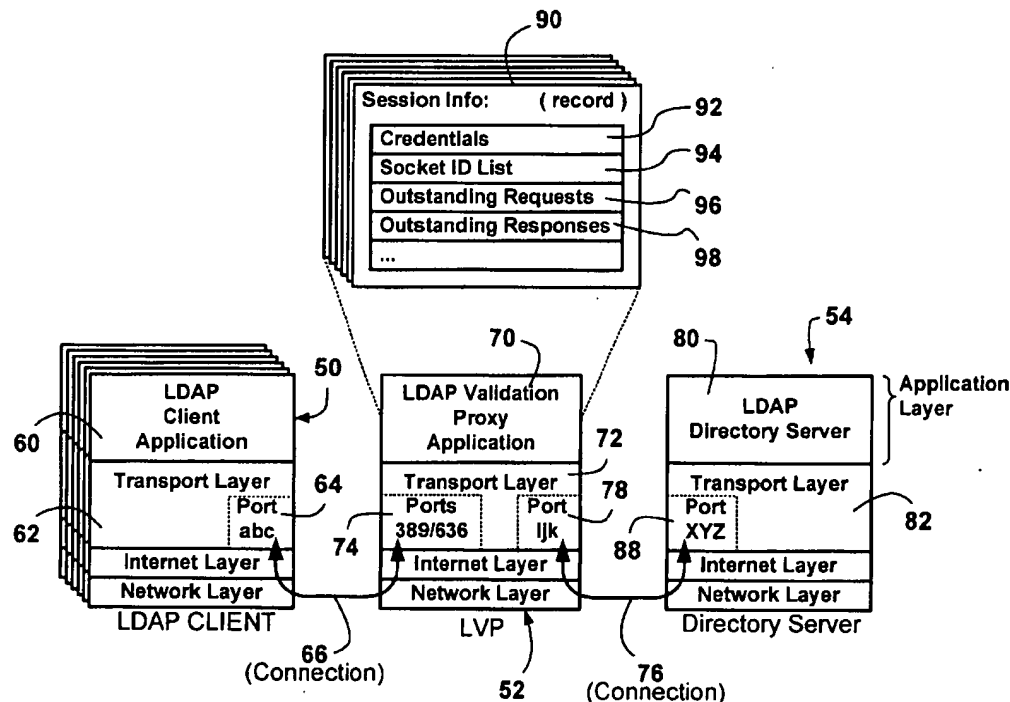 90
Session Info: ( record )
92
Credentials
94
Socket ID List
Outstanding Requests
96
Outstanding Responses
98
...
54
70
80
50
LDAP
Client
Application
LDAP Validation
Proxy
Application
LDAP
Directory Server
Application
Layer
60
72
Transport Layer
64
Transport Layer
78
Transport Layer
62
Port
abc
74
Ports
389/636
Port
ljk
88
Port
XYZ
82
Internet Layer
Internet Layer
Internet Layer
Network Layer
Network Layer
Network Layer
LDAP CLIENT
LVP
Directory Server
66
(Connection)
52
76
(Connection)